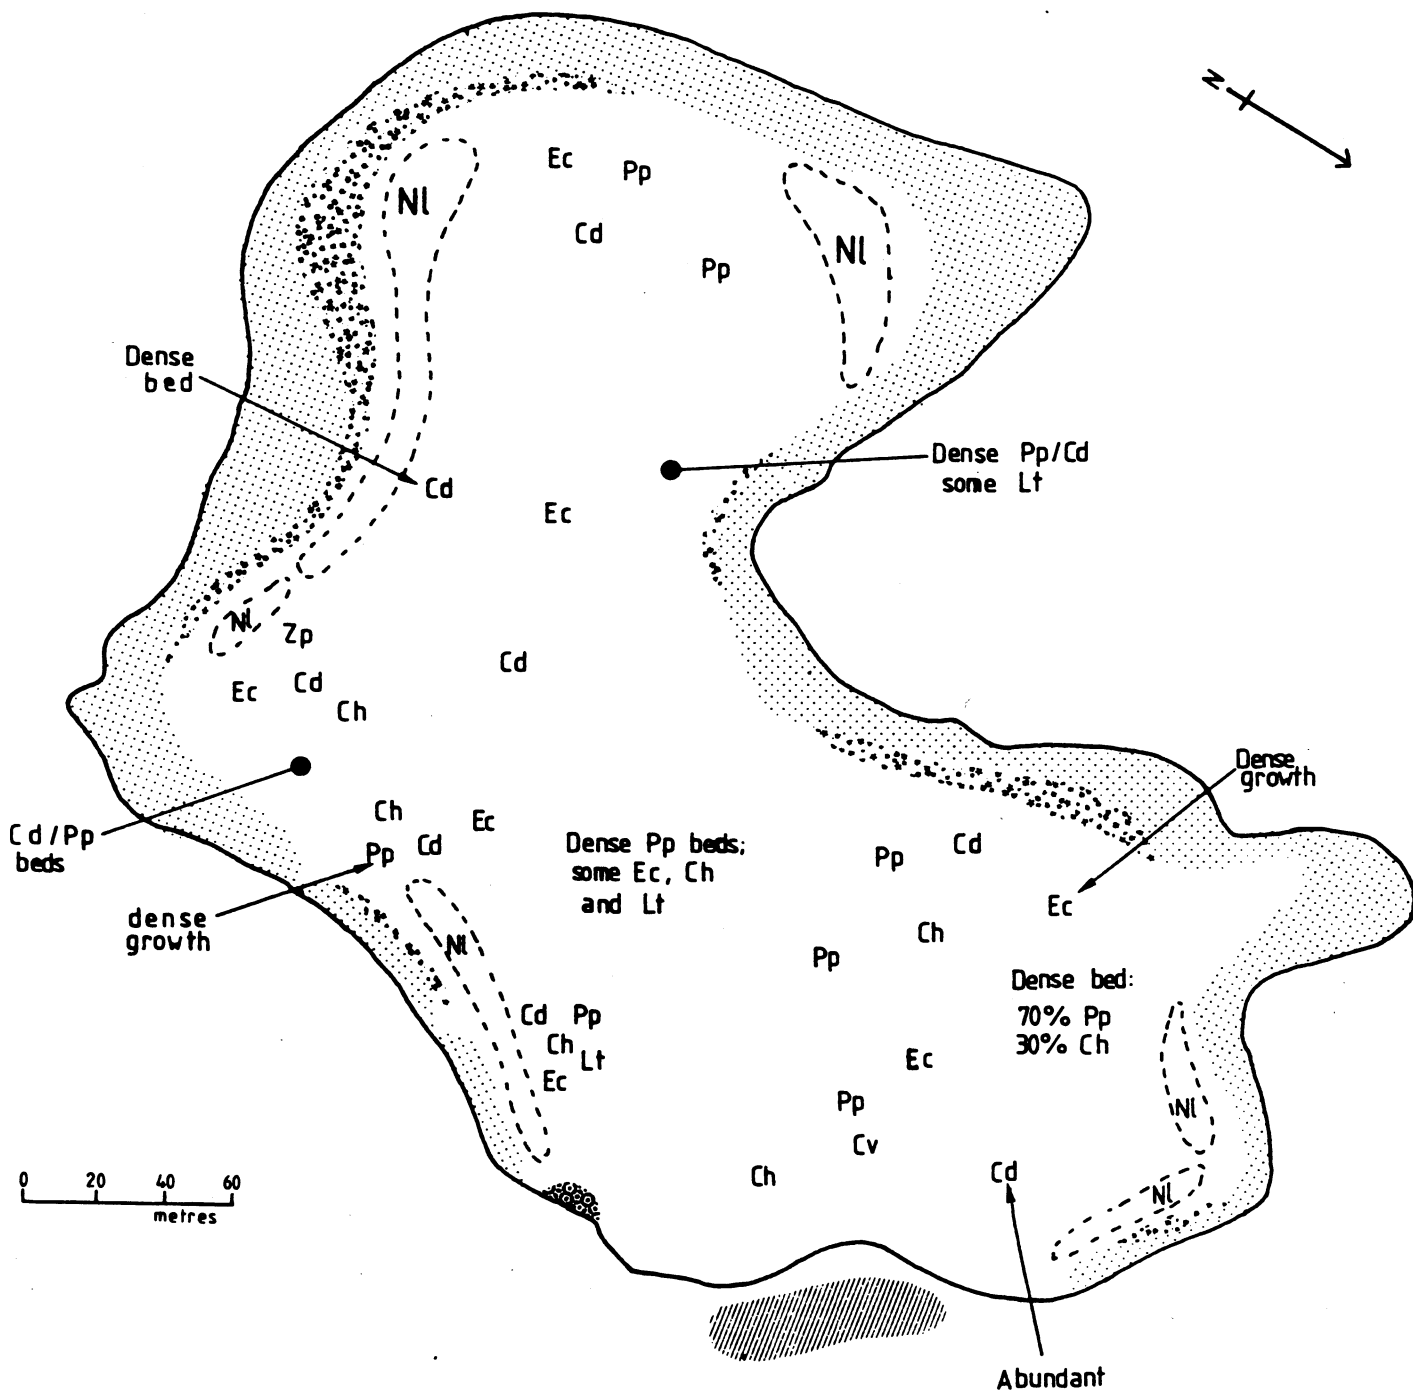 N
Ec
Pp
Nl
Cd
Nl
Pp
Dense
bed
Dense Pp/Cd
some Lt
Cd
Ec
Nl
Zp
Cd
Ec
Cd
Ch
Dense
growth
Cd/Pp
beds
Ch
Ec
Pp
Cd
Dense Pp beds;
some Ec, Ch
and Lt
Pp
Cd
Ec
dense
growth
Nl
Ch
Pp
Dense bed:
70% Pp
30% Ch
Cd Pp
Ch
Lt
Ec
Ec
Pp
Nl
Cv
Ch
Cd
Nl
0 20 40 60
metres
Abundant